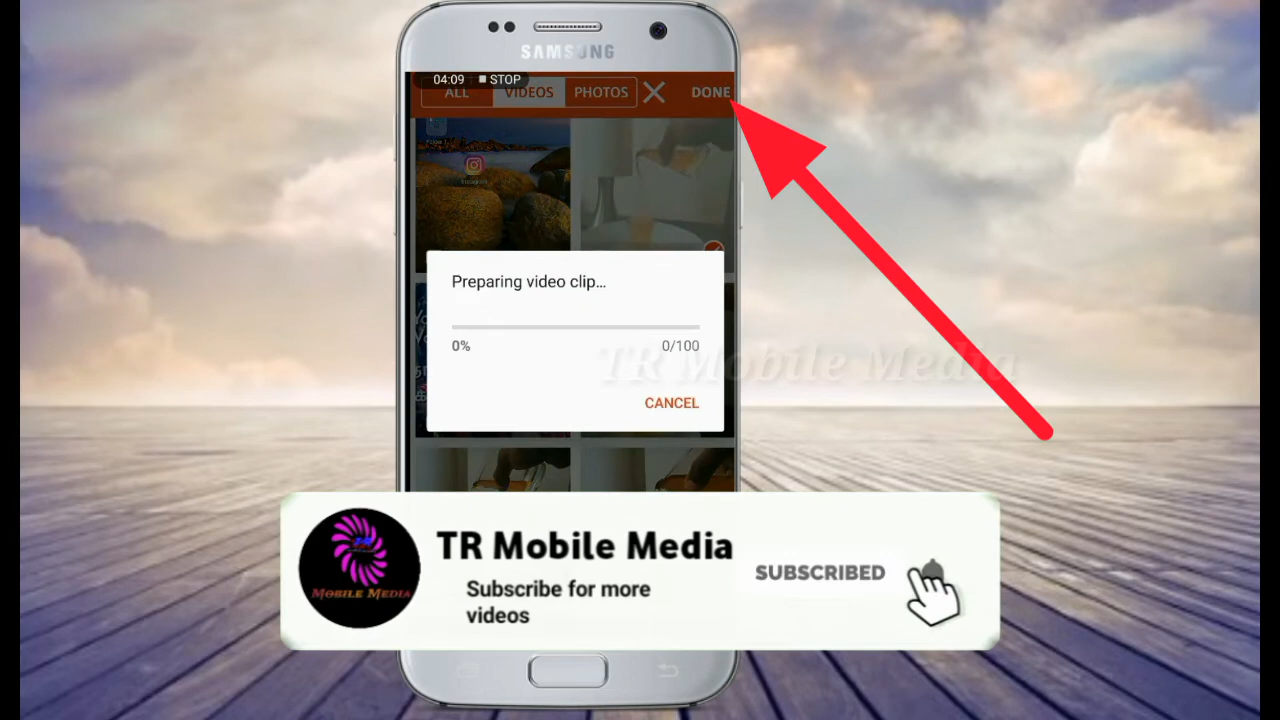 SAMSUNG
04:09 STOP
ALL VIDEOS PHOTOS DONE
Instagram
Preparing video clip...
0% 0/100
TR Mobile Media
CANCEL
TR Mobile Media
SUBSCRIBED
Subscribe for more
videos
MOBILE MEDIA